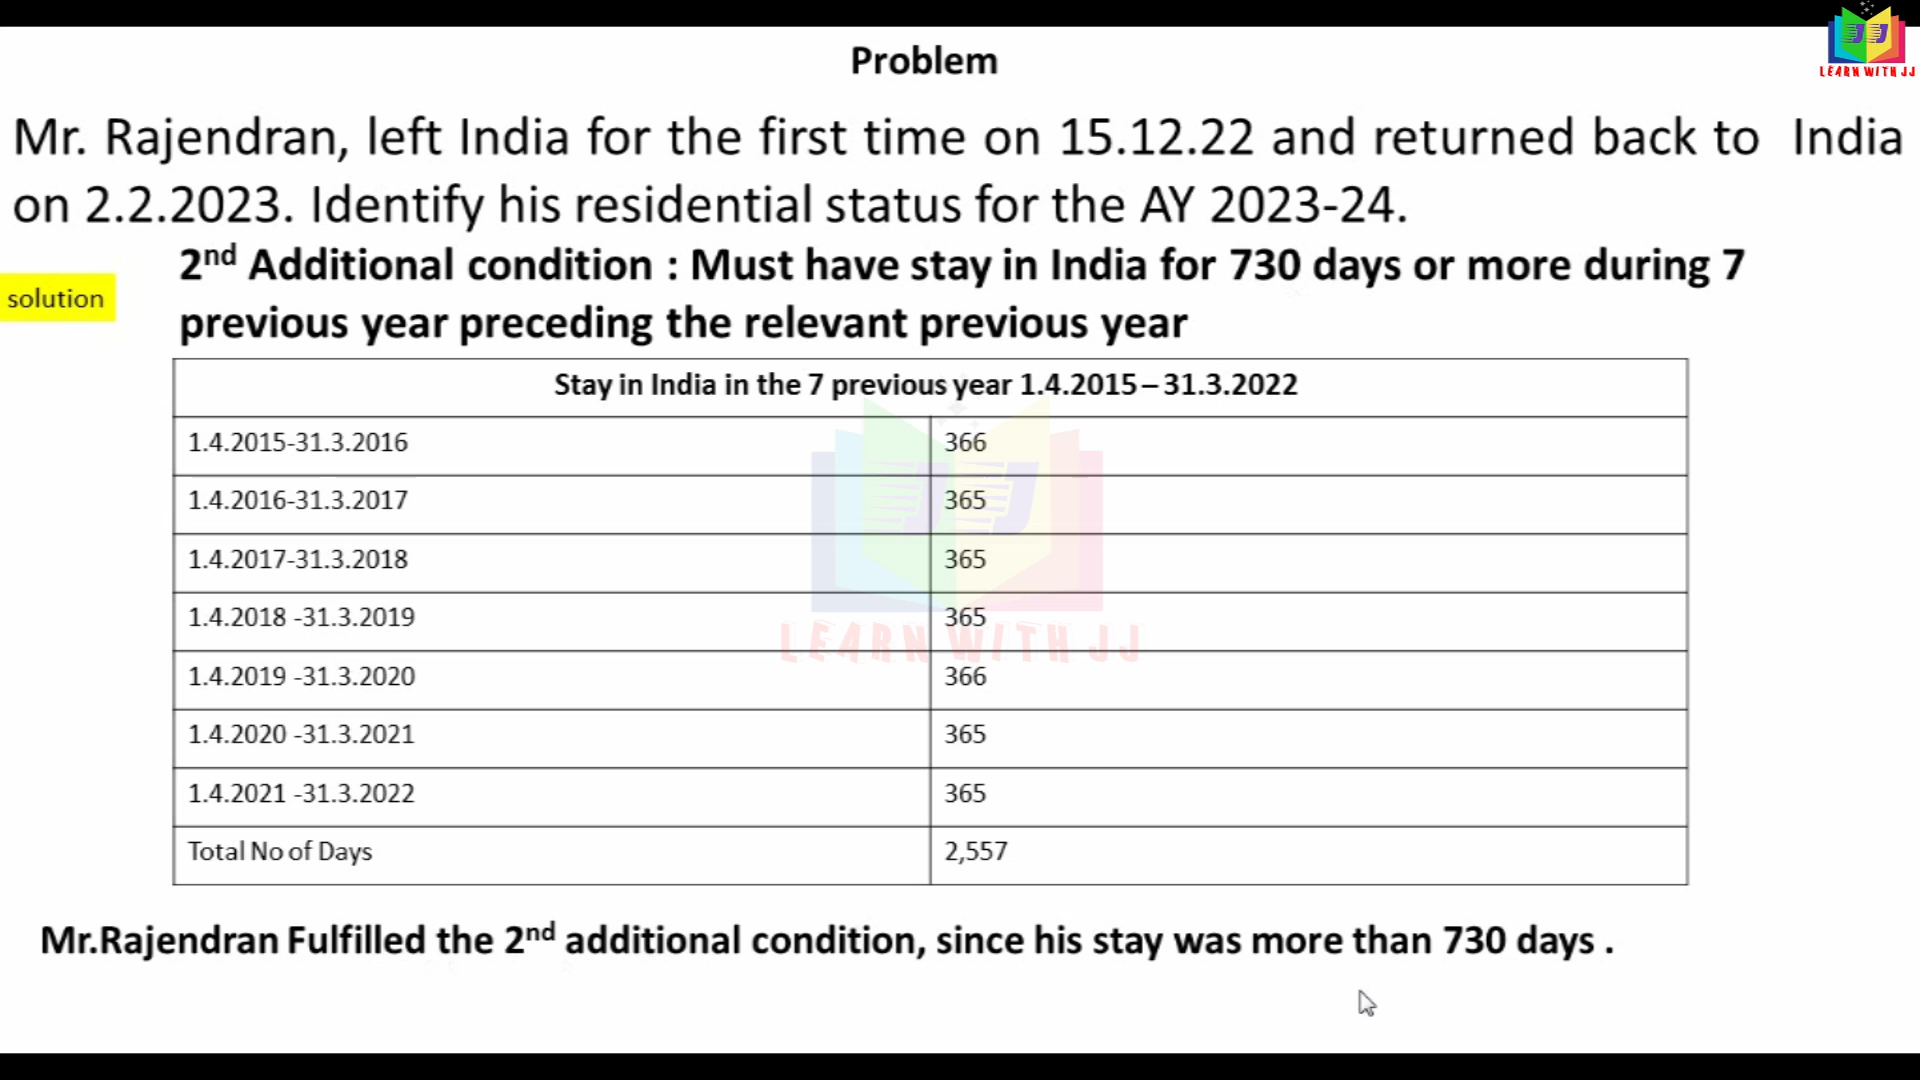 LEARN WITH JJ
Problem
Mr. Rajendran, left India for the first time on 15.12.22 and returned back to India
on 2.2.2023. Identify his residential status for the AY 2023-24.
2nd Additional condition : Must have stay in India for 730 days or more during 7
solution
previous year preceding the relevant previous year
Stay in India in the 7 previous year 1.4.2015 – 31.3.2022
1.4.2015-31.3.2016 366
1.4.2016-31.3.2017 365
1.4.2017-31.3.2018 365
1.4.2018 -31.3.2019 365
LEARN WITH JJ
1.4.2019 -31.3.2020 366
1.4.2020 -31.3.2021 365
1.4.2021 -31.3.2022 365
Total No of Days 2,557
Mr.Rajendran Fulfilled the 2nd additional condition, since his stay was more than 730 days .